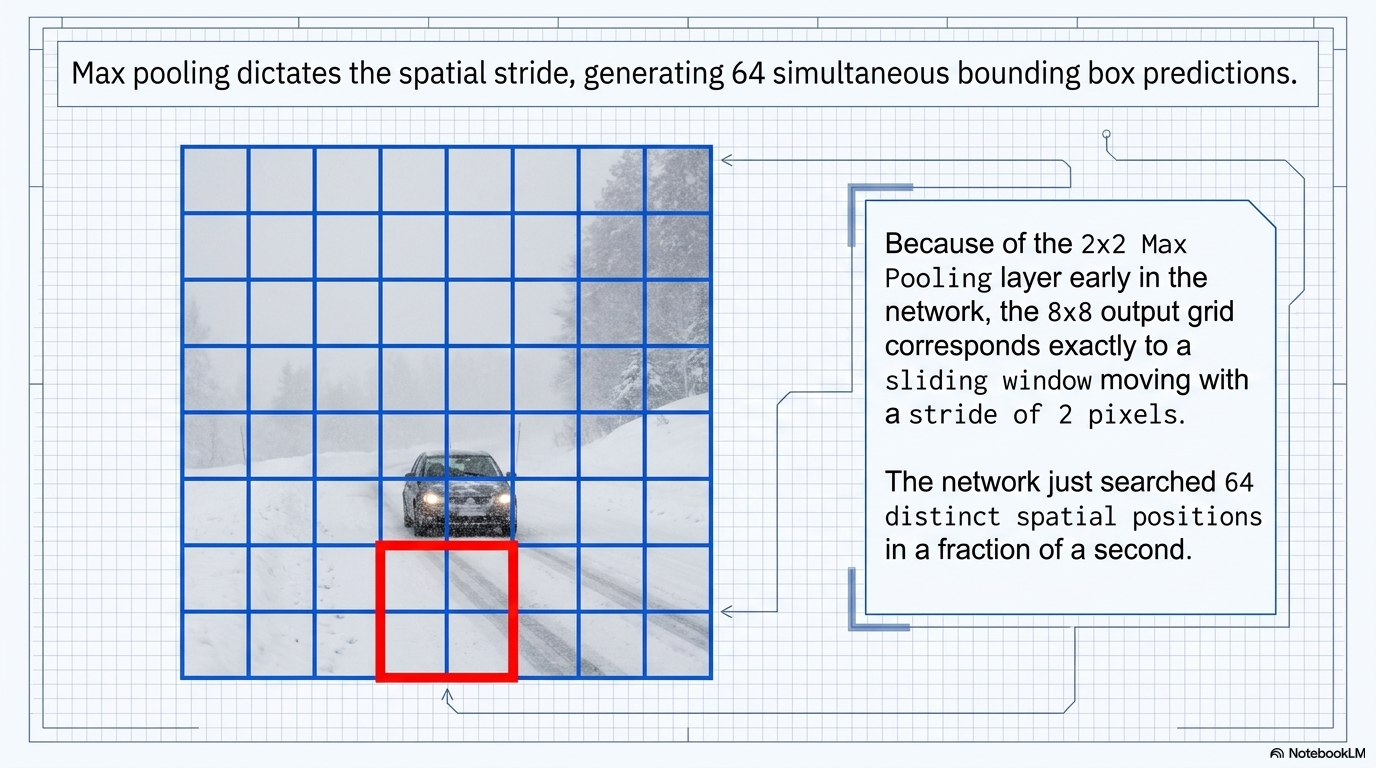 Max pooling dictates the spatial stride, generating 64 simultaneous bounding box predictions.
Because of the 2x2 Max
Pooling layer early in the
network, the 8x8 output grid
corresponds exactly to a
sliding window moving with
a stride of 2 pixels.
The network just searched 64
distinct spatial positions
in a fraction of a second.
NotebookLM